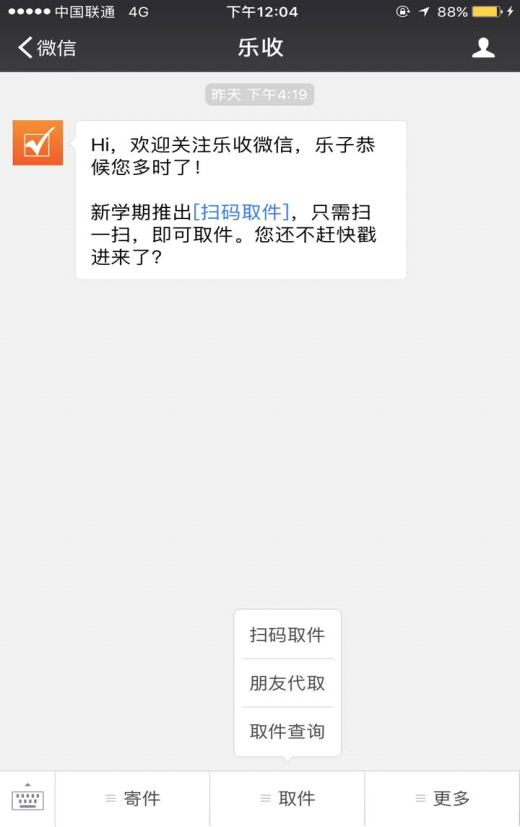 中国联通 4G 下午12:04 88%
微信 乐收
昨天 下午4:19
Hi，欢迎关注乐收微信，乐子恭
候您多时了！
新学期推出[扫码取件]，只需扫
一扫，即可取件。您还不赶快戳
进来了？
扫码取件
朋友代取
取件查询
寄件 取件 更多